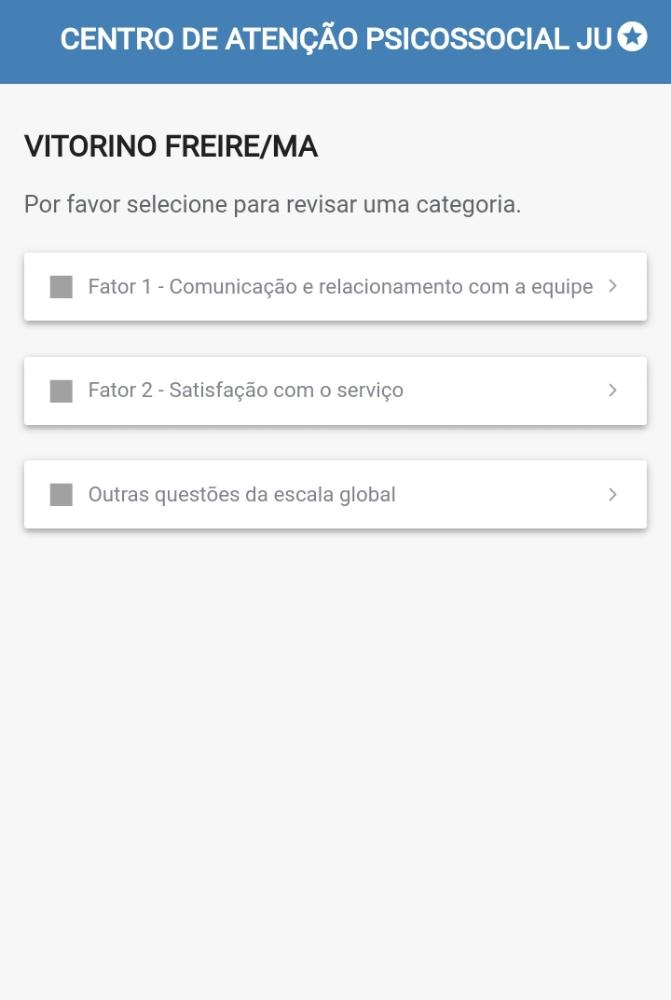 CENTRO DE ATENÇÃO PSICOSSOCIAL JU
VITORINO FREIRE/MA
Por favor selecione para revisar uma categoria.
Fator 1 - Comunicação e relacionamento com a equipe
Fator 2 - Satisfação com o serviço
Outras questões da escala global